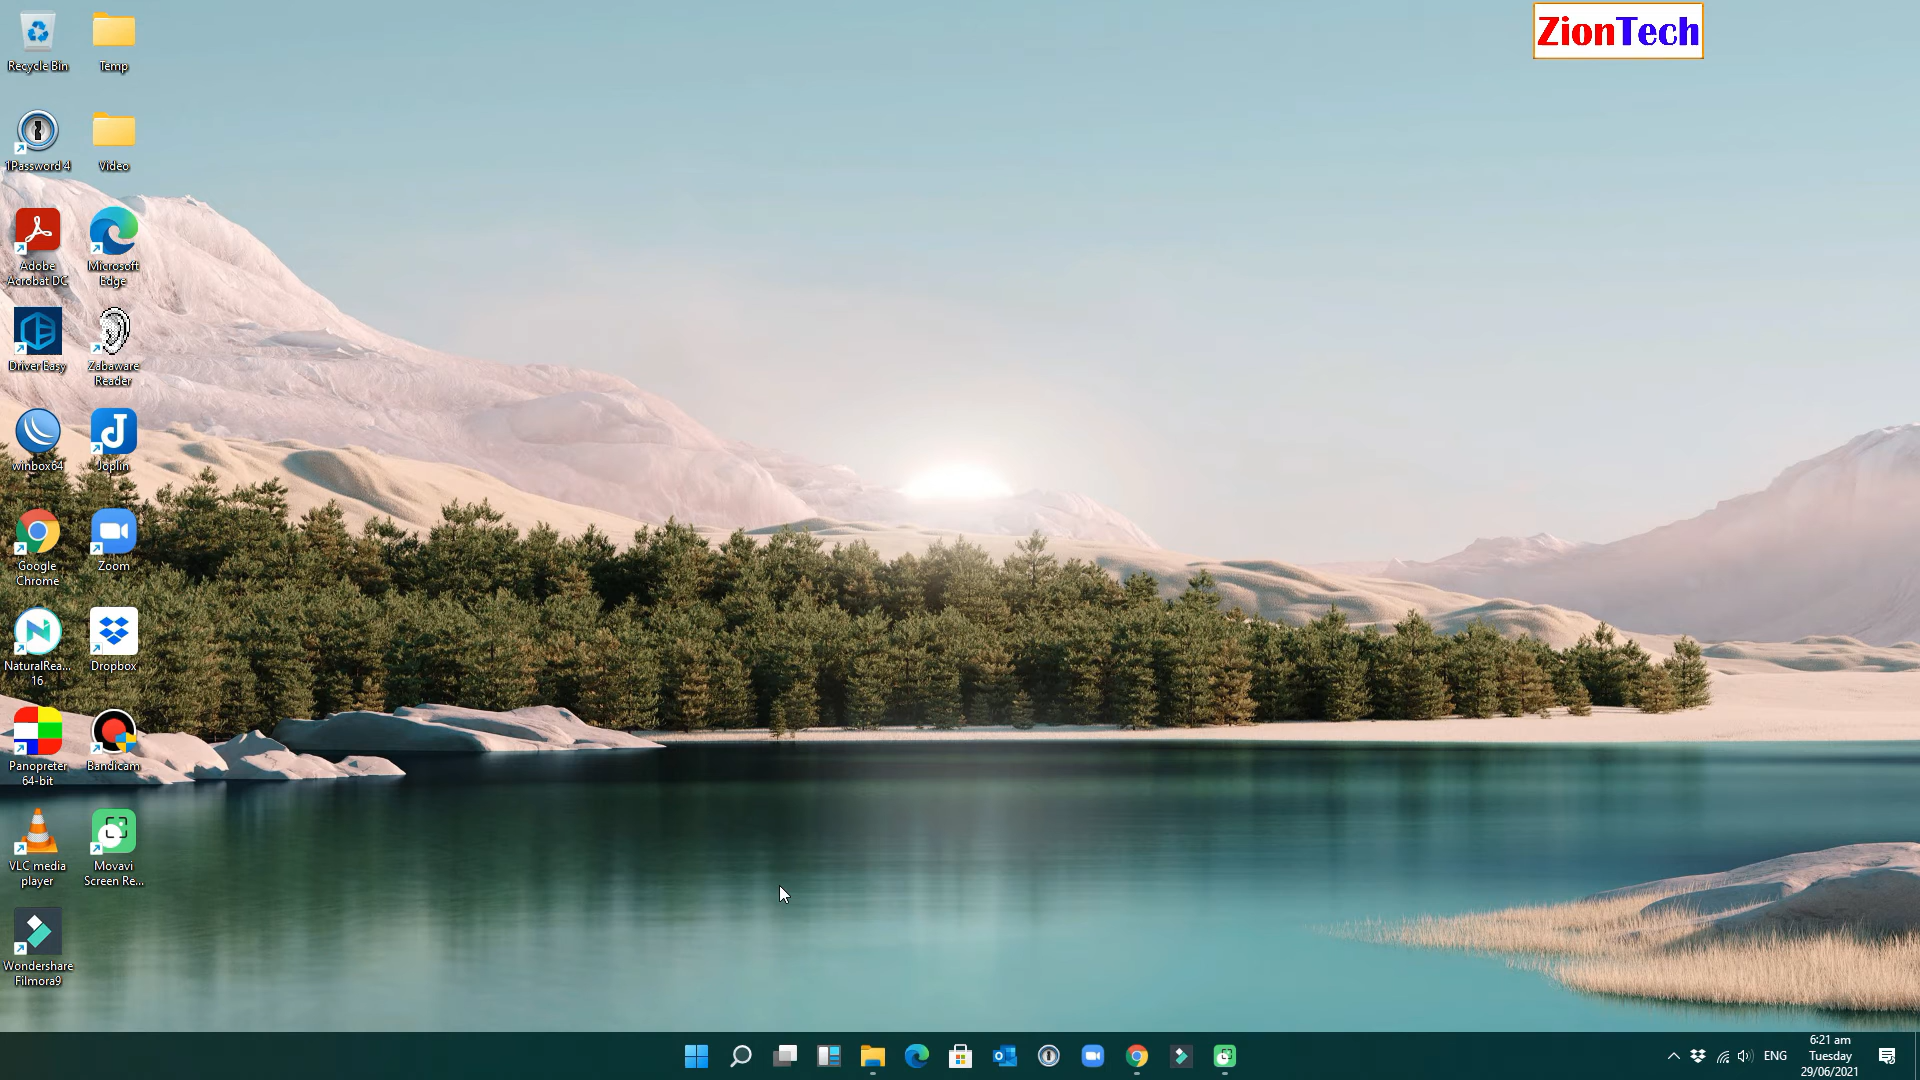 ZionTech
Recycle Bin
Temp
1Password 4
Video
Adobe
Acrobat DC
Microsoft
Edge
Driver Easy
Zabaware
Reader
winbox64
Joplin
Google
Chrome
Zoom
NaturalRea...
16
Dropbox
Panopreter
64-bit
Bandicam
VLC media
player
Movavi
Screen Re...
Wondershare
Filmora9
ENG
6:21 am
Tuesday
29/06/2021